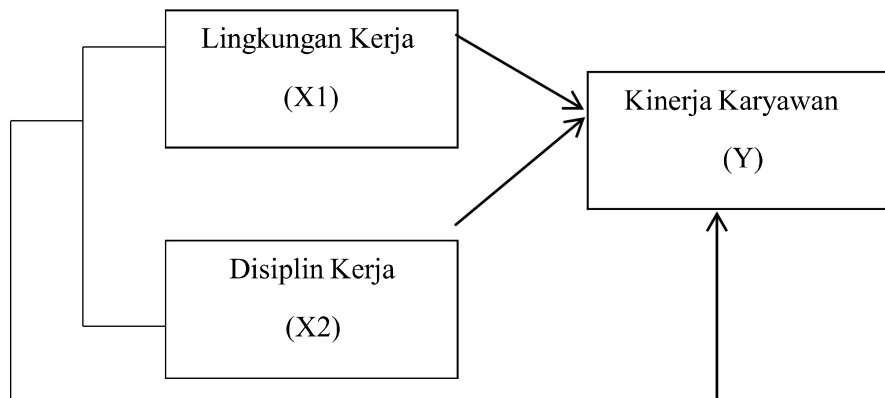 Lingkungan Kerja
(X1)
Kinerja Karyawan
(Y)
Disiplin Kerja
(X2)